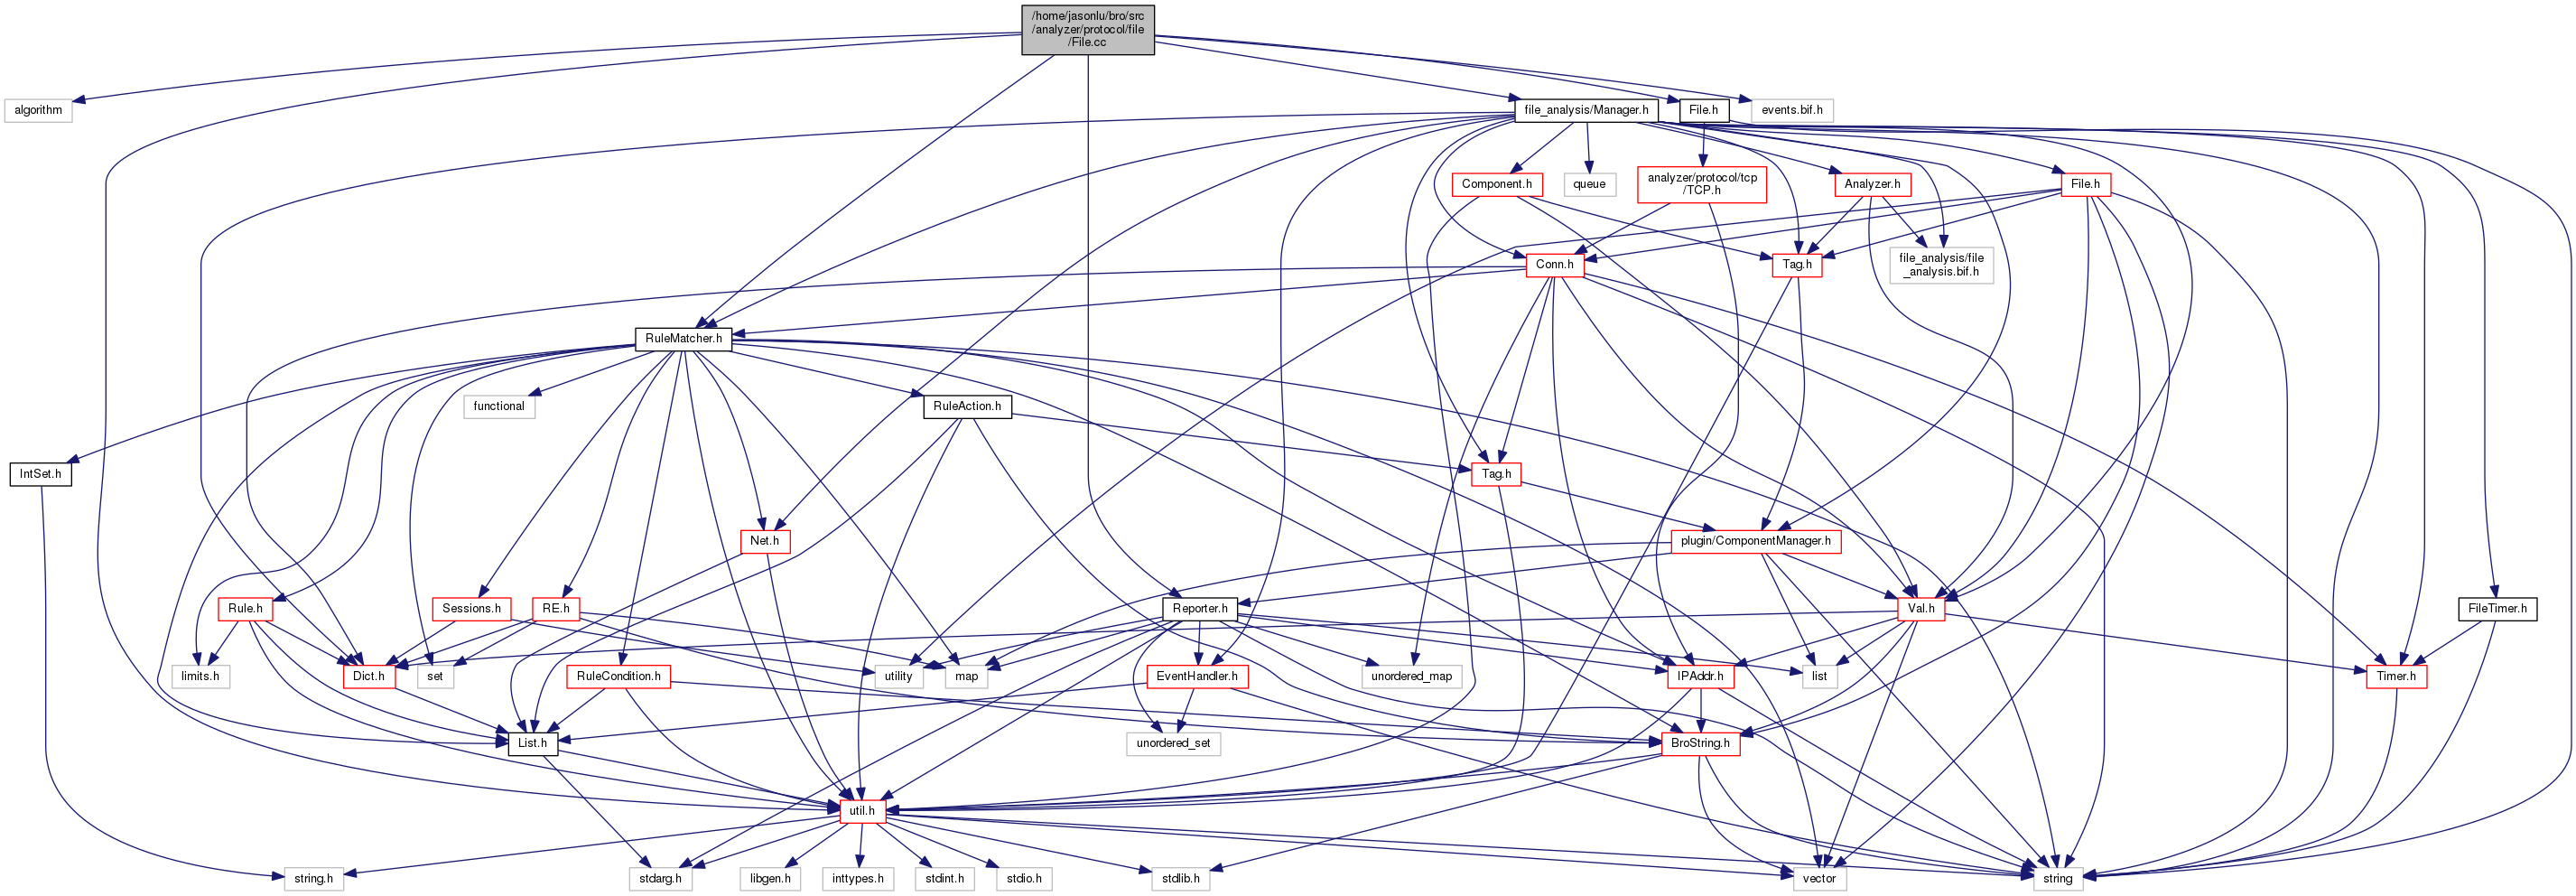 /home/jasonlu/bro/src
/analyzer/protocol/file
/File.cc
algorithm
file_analysis/Manager.h
File.h
events.bif.h
Component.h
queue
analyzer/protocol/tcp
/TCP.h
Analyzer.h
File.h
Conn.h
Tag.h
file_analysis/file
_analysis.bif.h
RuleMatcher.h
functional
RuleAction.h
IntSet.h
Tag.h
Net.h
plugin/ComponentManager.h
Rule.h
Sessions.h
RE.h
Reporter.h
Val.h
FileTimer.h
limits.h
Dict.h
set
RuleCondition.h
utility
map
EventHandler.h
unordered_map
IPAddr.h
list
Timer.h
List.h
unordered_set
BroString.h
util.h
string.h
stdarg.h
libgen.h
inttypes.h
stdint.h
stdio.h
stdlib.h
vector
string